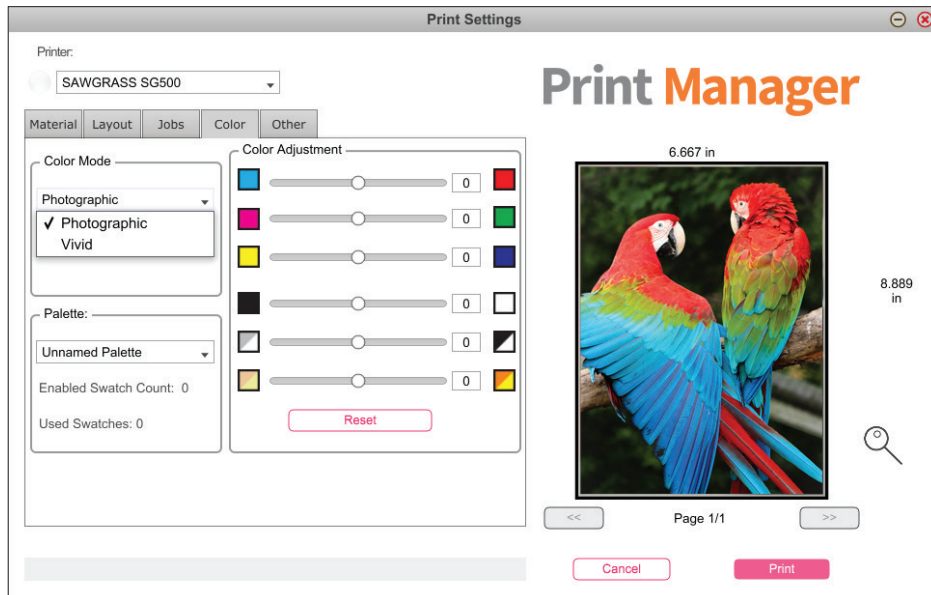 Print Settings
Printer:
SAWGRASS SG500
Print Manager
Material Layout Jobs Color Other
Color Mode
Photographic
✓ Photographic
Vivid
Color Adjustment
0
0
0
0
0
0
Reset
Palette:
Unnamed Palette
Enabled Swatch Count: 0
Used Swatches: 0
6.667 in
8.889
in
<< Page 1/1 >>
Cancel Print